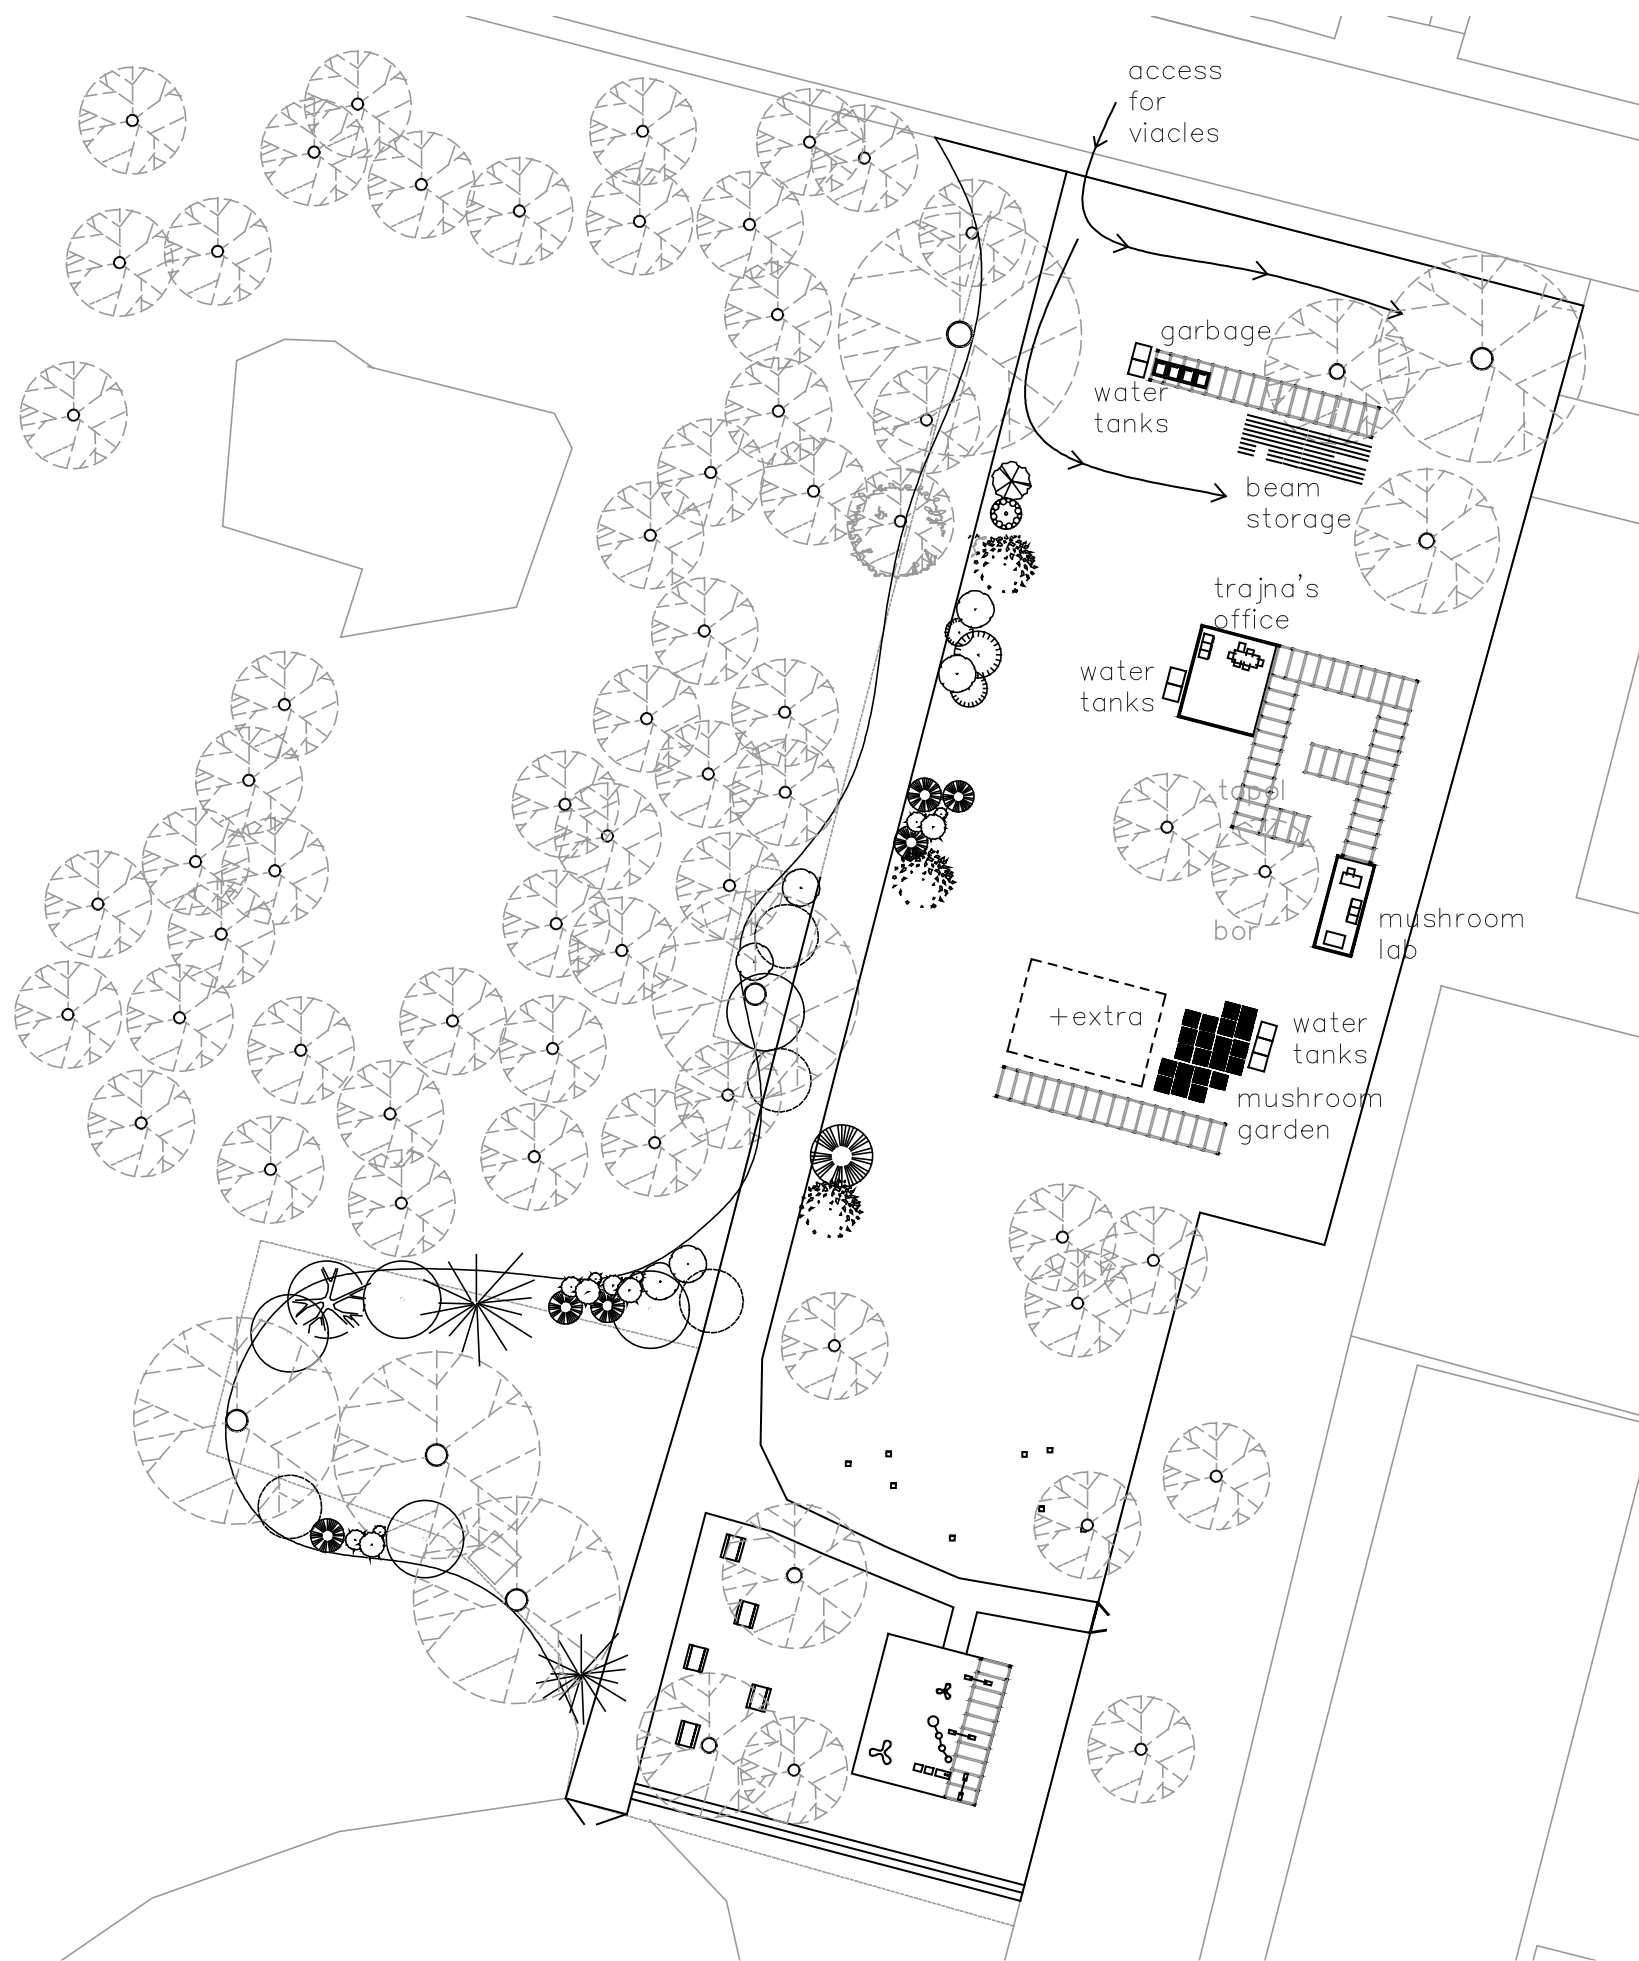 access
for
viacles
garbage
water
tanks
beam
storage
trajna's
office
water
tanks
topol
bor
mushroom
lab
+extra
water
tanks
mushroom
garden